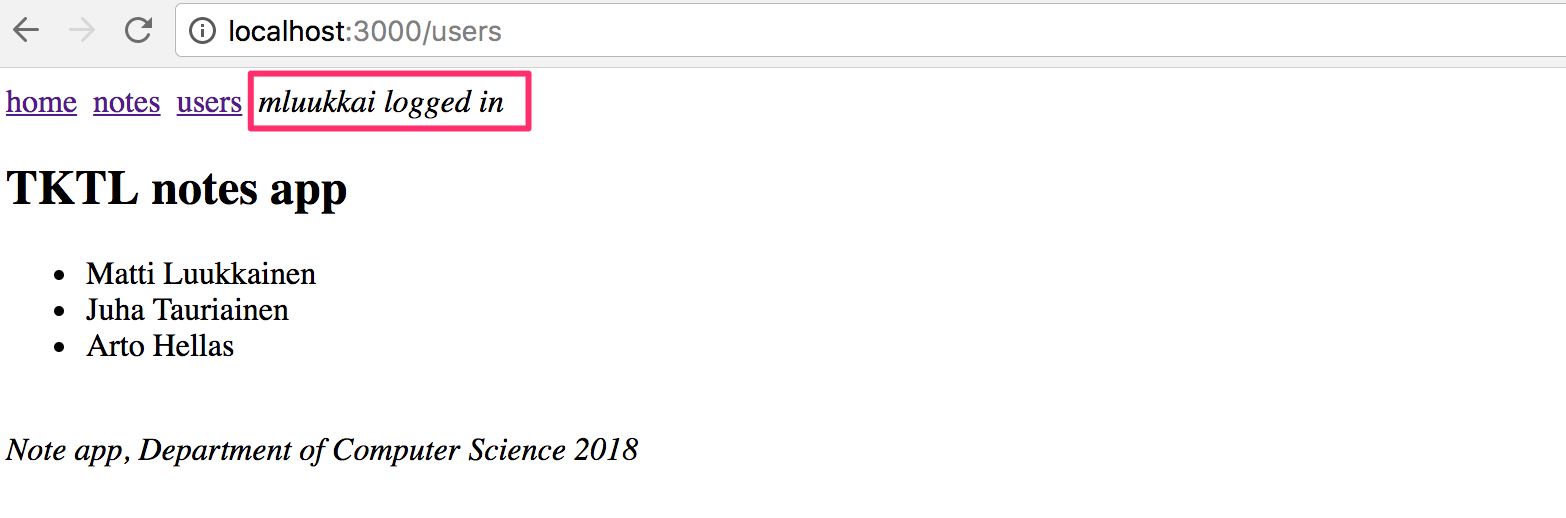 localhost:3000/users
home notes users mluukkai logged in
TKTL notes app
Matti Luukkainen
Juha Tauriainen
Arto Hellas
Note app, Department of Computer Science 2018